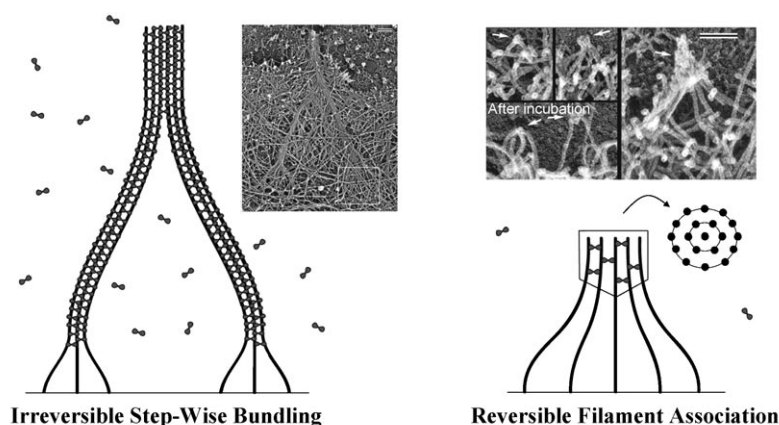 After incubation
Irreversible Step-Wise Bundling
Reversible Filament Association